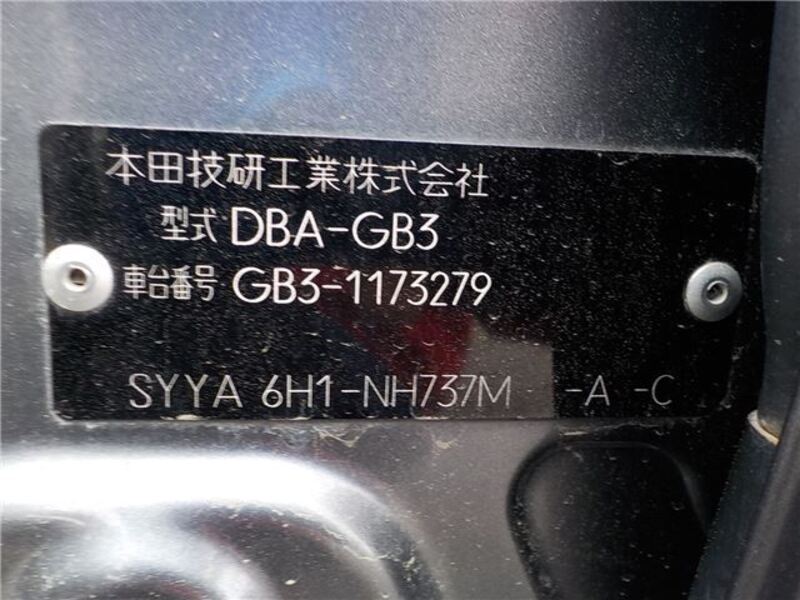 本田技研工業株式会社
型式 DBA-GB3
車台番号 GB3-1173279
SYYA 6H1-NH737M -A -C